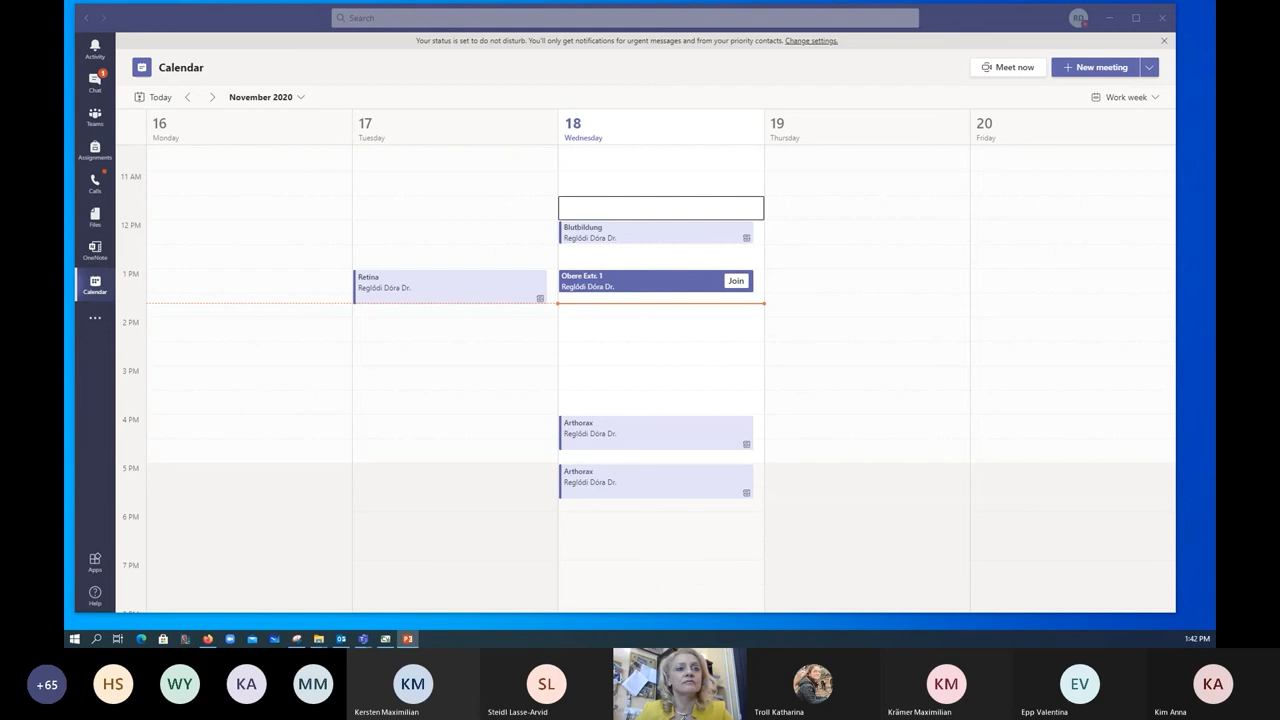 Search
RD
Your status is set to do not disturb. You'll only get notifications for urgent messages and from your priority contacts. Change settings.
Activity
1
Chat
Teams
Assignments
Calls
Files
OneNote
Calendar
Apps
Help
Calendar
Meet now
New meeting
Today
November 2020
Work week
16
Monday
17
Tuesday
18
Wednesday
19
Thursday
20
Friday
11 AM
12 PM
1 PM
2 PM
3 PM
4 PM
5 PM
6 PM
7 PM
Retina
Reglődi Dóra Dr.
Blutbildung
Reglődi Dóra Dr.
Obere Extr. 1
Reglődi Dóra Dr.
Join
Arthorax
Reglődi Dóra Dr.
Arthorax
Reglődi Dóra Dr.
1:42 PM
+65
HS
WY
KA
MM
KM
Kersten Maximilian
SL
Steidl Lasse-Arvid
Troll Katharina
KM
Krämer Maximilian
EV
Epp Valentina
KA
Kim Anna